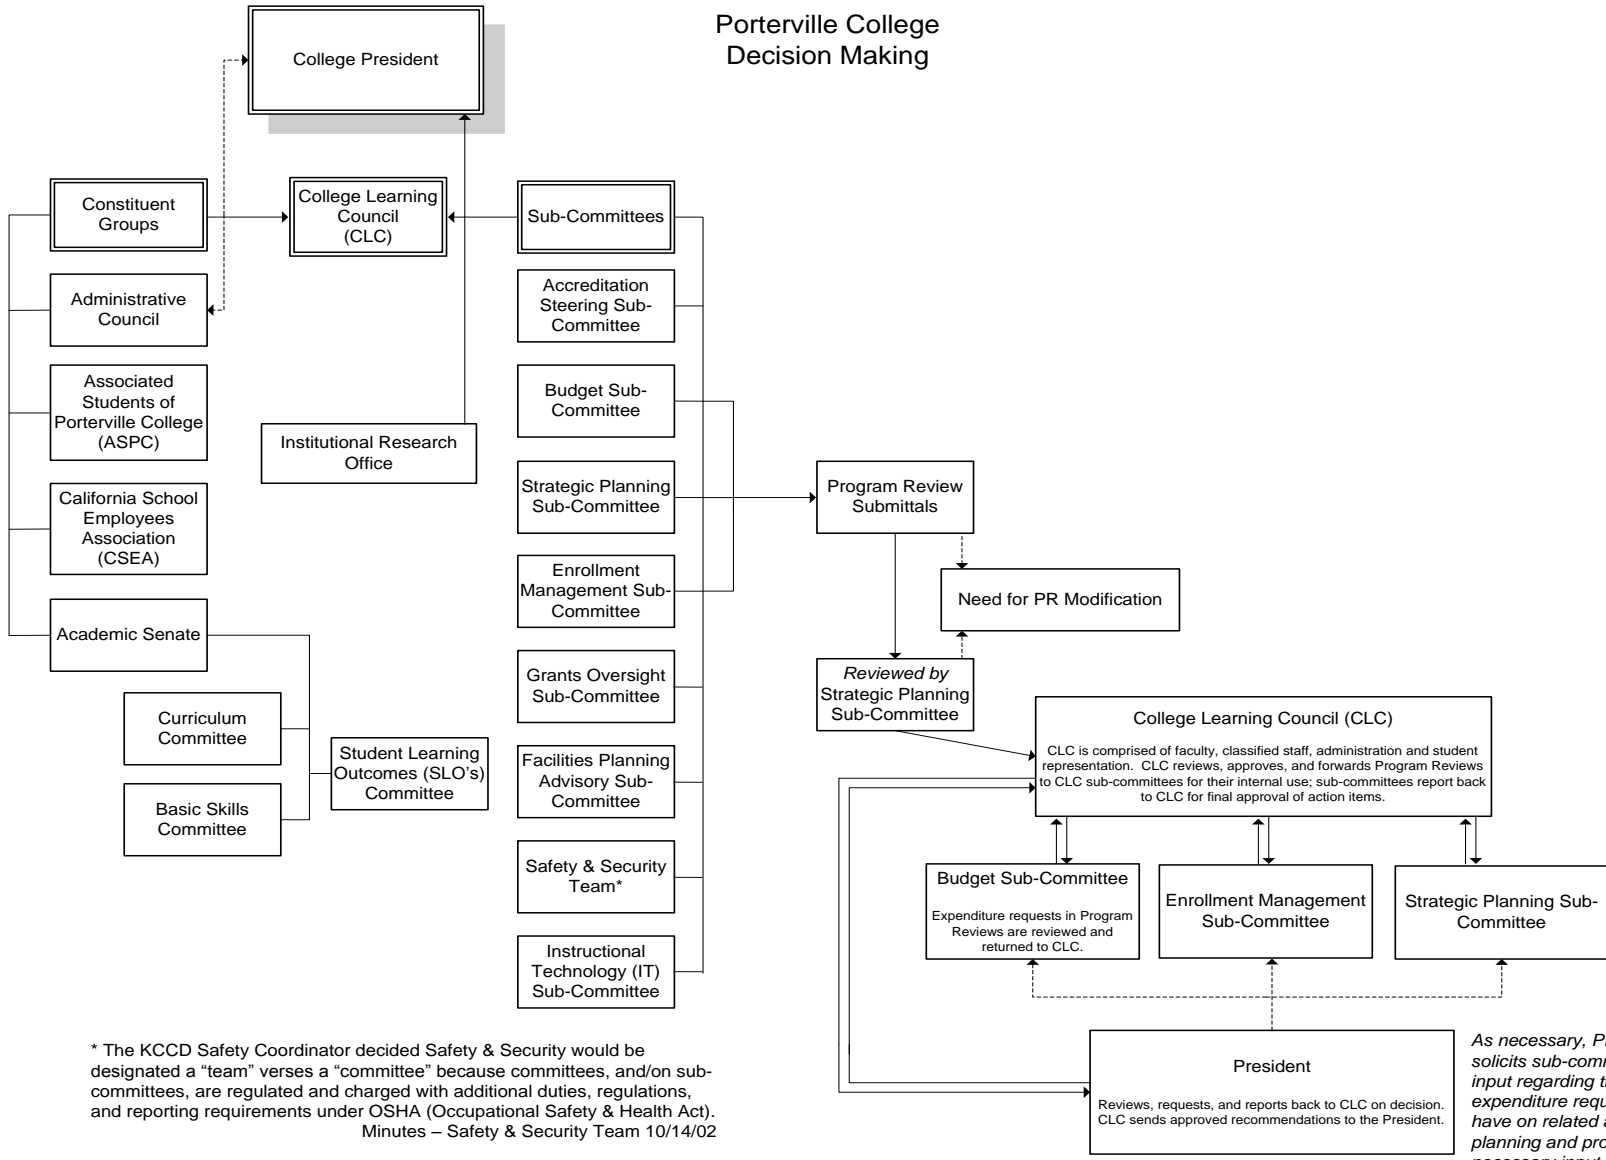 Porterville College
Decision Making
College President
Constituent
Groups
College Learning
Council
(CLC)
Sub-Committees
Administrative
Council
Accreditation
Steering Sub-
Committee
Associated
Students of
Porterville College
(ASPC)
Budget Sub-
Committee
Institutional Research
Office
California School
Employees
Association
(CSEA)
Strategic Planning
Sub-Committee
Program Review
Submittals
Enrollment
Management Sub-
Committee
Need for PR Modification
Academic Senate
Grants Oversight
Sub-Committee
Reviewed by
Strategic Planning
Sub-Committee
Curriculum
Committee
Student Learning
Outcomes (SLO's)
Committee
Basic Skills
Committee
Facilities Planning
Advisory Sub-
Committee
Safety & Security
Team*
Instructional
Technology (IT)
Sub-Committee
College Learning Council (CLC)
CLC is comprised of faculty, classified staff, administration and student
representation. CLC reviews, approves, and forwards Program Reviews
to CLC sub-committees for their internal use; sub-committees report back
to CLC for final approval of action items.
Budget Sub-Committee
Expenditure requests in Program
Reviews are reviewed and
returned to CLC.
Enrollment Management
Sub-Committee
Strategic Planning Sub-
Committee
President
Reviews, requests, and reports back to CLC on decision.
CLC sends approved recommendations to the President.
As necessary,
solicits
input regarding
expenditure
have on related
planning and
* The KCCD Safety Coordinator decided Safety & Security would be
designated a “team” verses a “committee” because committees, and/on sub-
committees, are regulated and charged with additional duties, regulations,
and reporting requirements under OSHA (Occupational Safety & Health Act).
Minutes – Safety & Security Team 10/14/02